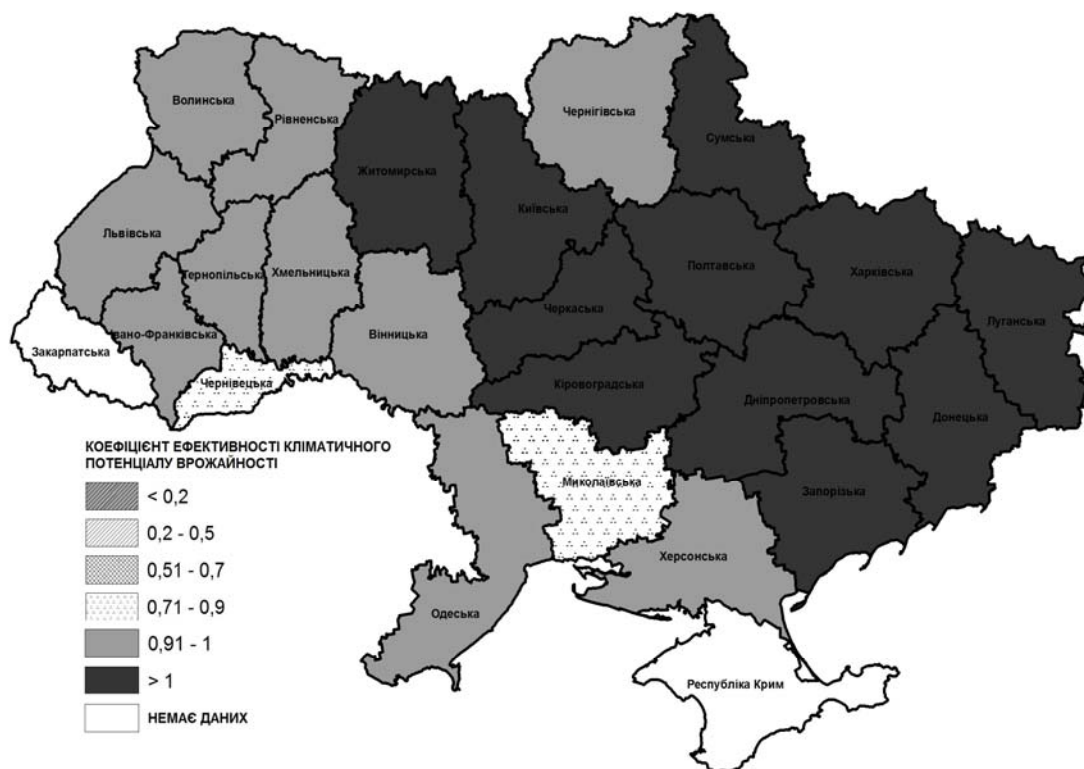 Волинська
Рівненська
Чернігівська
Сумська
Житомирська
Київська
Львівська
Тернопільська
Хмельницька
Полтавська
Харківська
Луганська
Черкаська
Вінницька
Івано-Франківська
Закарпатська
Чернівецька
Кіровоградська
Дніпропетровська
Донецька
КОЕФІЦІЄНТ ЕФЕКТИВНОСТІ КЛІМАТИЧНОГО
ПОТЕНЦІАЛУ ВРОЖАЙНОСТІ
< 0,2
0,2 - 0,5
0,51 - 0,7
0,71 - 0,9
0,91 - 1
> 1
НЕМАЄ ДАНИХ
Миколаївська
Запорізька
Херсонська
Одеська
Республіка Крим